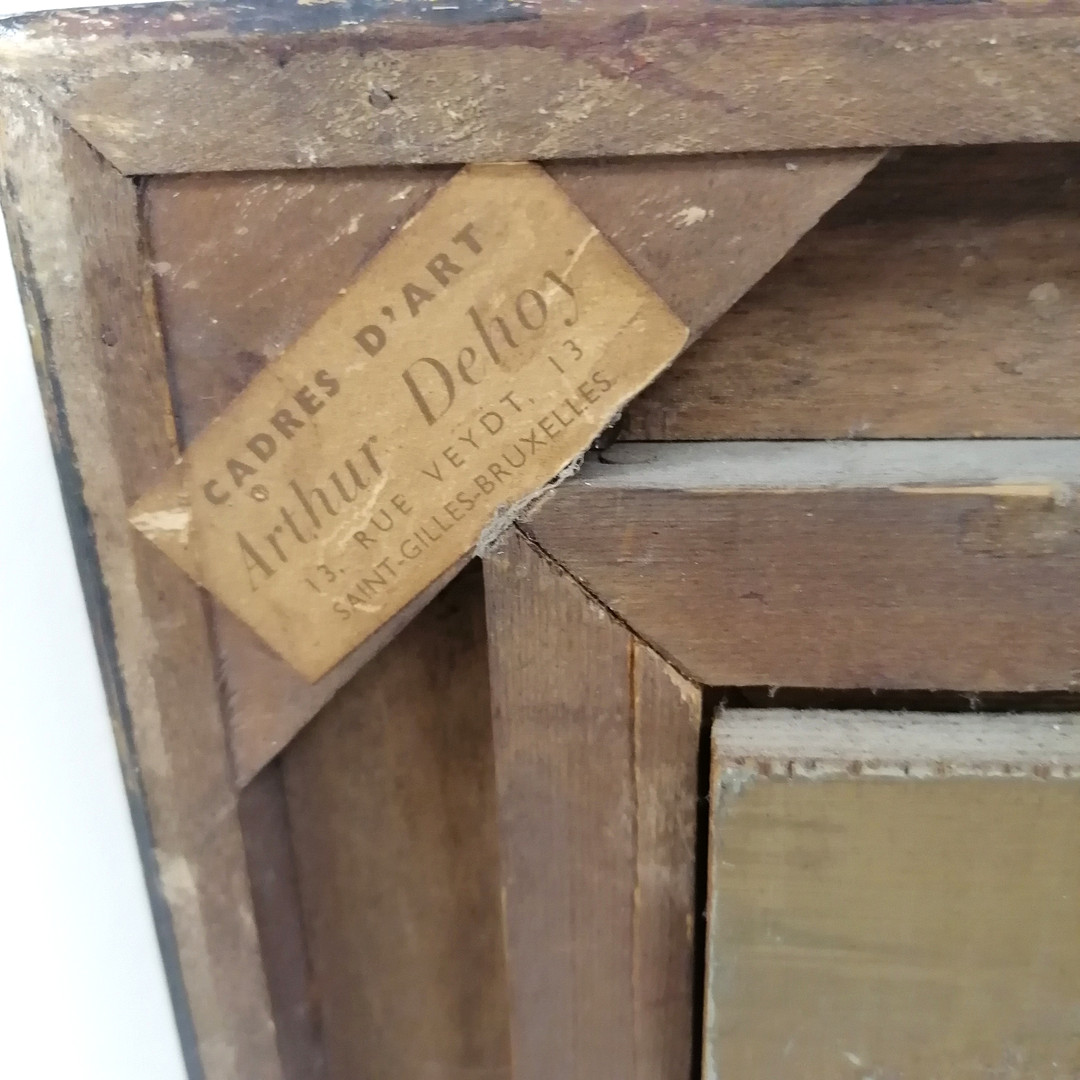 CADRES D'ART
Arthur Dehoy
13, RUE VEYDT, 13
SAINT-GILLES-BRUXELLES